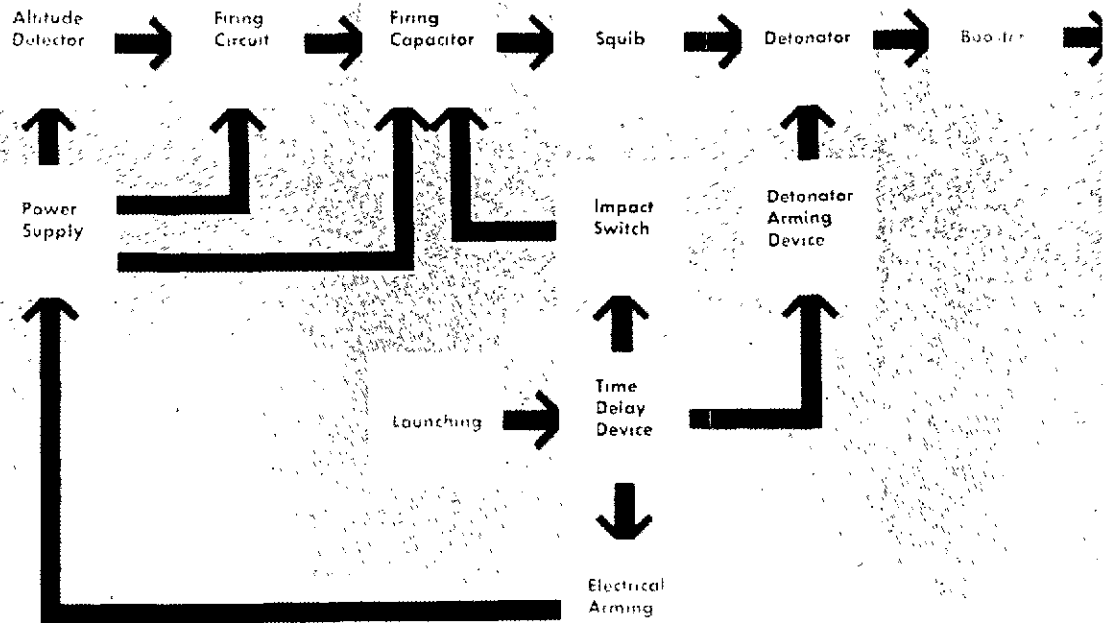 Altitude
Detector
Firing
Circuit
Firing
Capacitor
Squib
Detonator
Booster
Power
Supply
Impact
Switch
Detonator
Arming
Device
Launching
Time
Delay
Device
Electrical
Arming